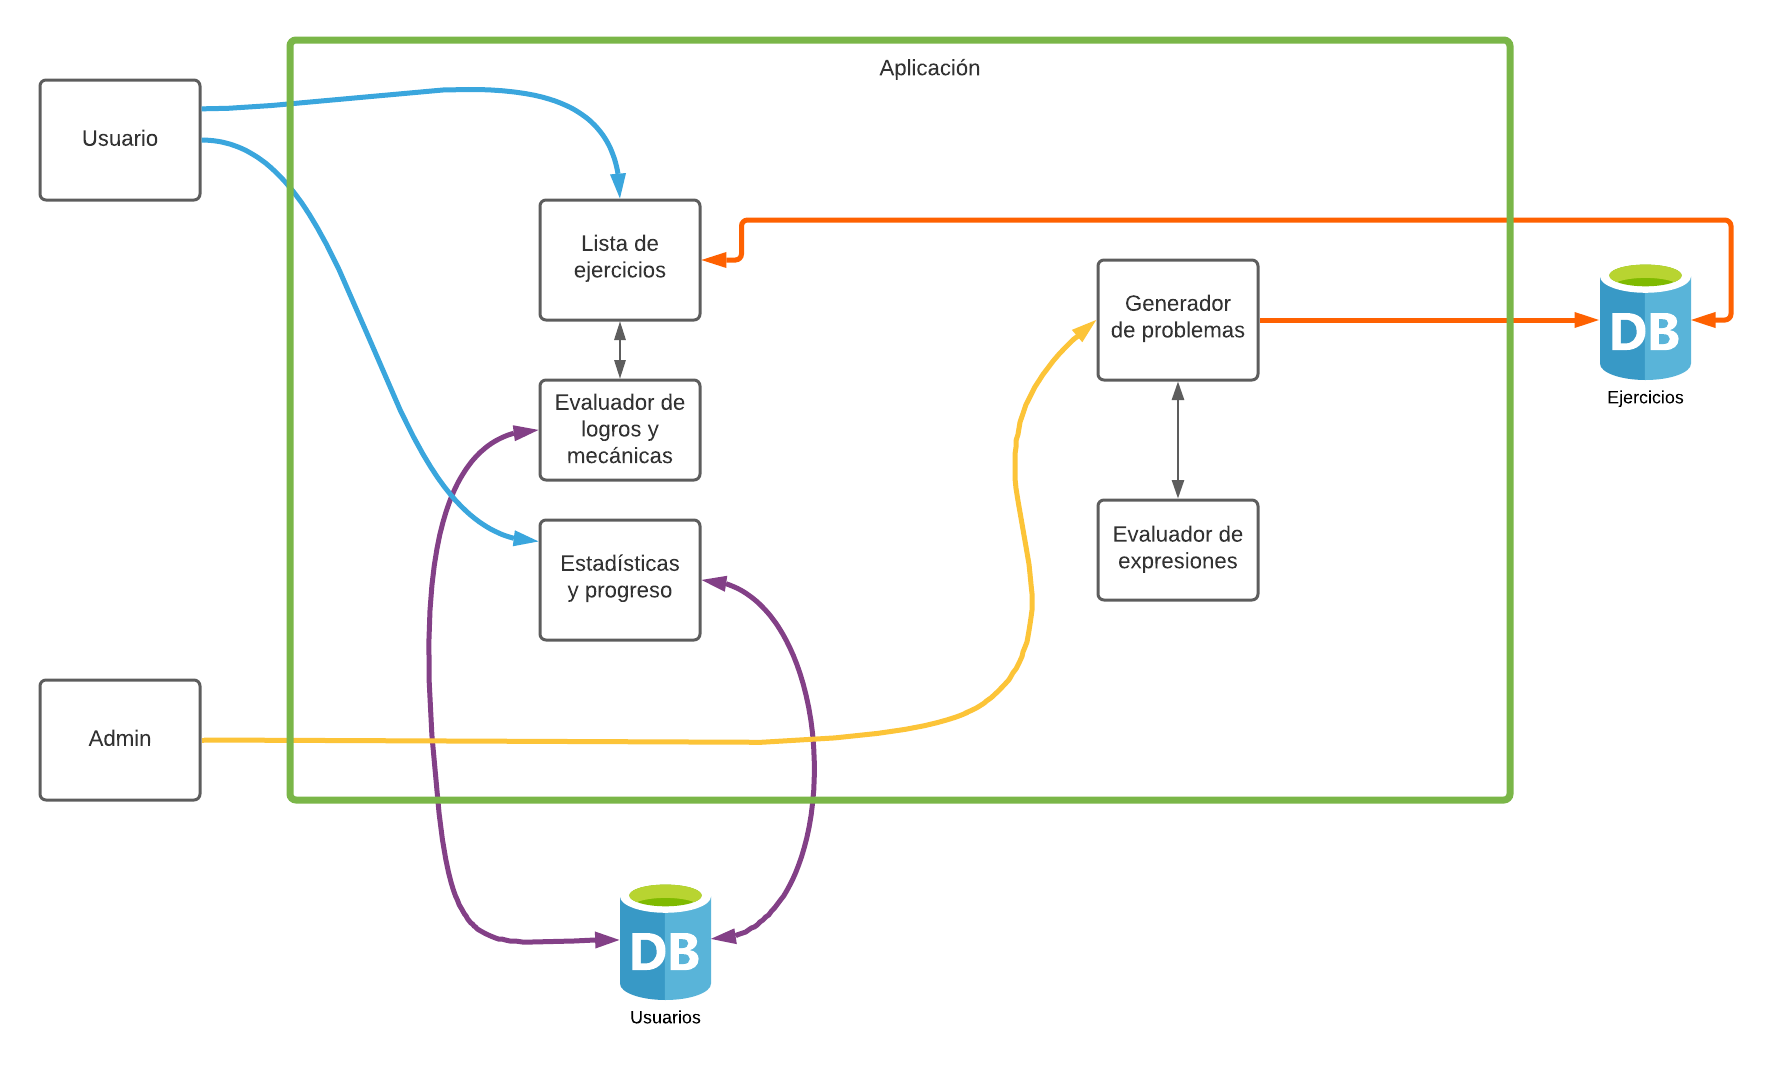 Aplicación
Usuario
Lista de
ejercicios
Generador
de problemas
DB
Ejercicios
Evaluador de
logros y
mecánicas
Evaluador de
expresiones
Estadísticas
y progreso
Admin
DB
Usuarios